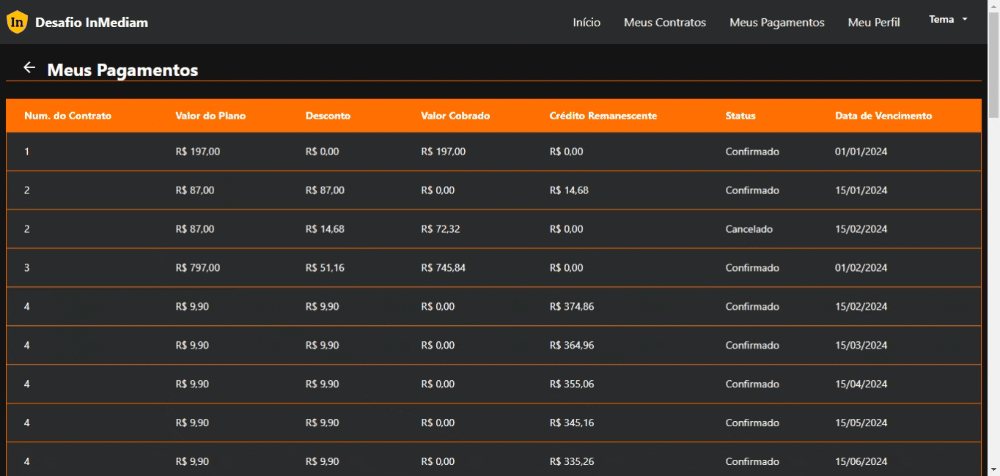 In Desafio InMediam Início Meus Contratos Meus Pagamentos Meu Perfil Tema
Meus Pagamentos
Num. do Contrato Valor do Plano Desconto Valor Cobrado Crédito Remanescente Status Data de Vencimento
1 R$ 197,00 R$ 0,00 R$ 197,00 R$ 0,00 Confirmado 01/01/2024
2 R$ 87,00 R$ 87,00 R$ 0,00 R$ 14,68 Confirmado 15/01/2024
2 R$ 87,00 R$ 14,68 R$ 72,32 R$ 0,00 Cancelado 15/02/2024
3 R$ 797,00 R$ 51,16 R$ 745,84 R$ 0,00 Confirmado 01/02/2024
4 R$ 9,90 R$ 9,90 R$ 0,00 R$ 374,86 Confirmado 15/02/2024
4 R$ 9,90 R$ 9,90 R$ 0,00 R$ 364,96 Confirmado 15/03/2024
4 R$ 9,90 R$ 9,90 R$ 0,00 R$ 355,06 Confirmado 15/04/2024
4 R$ 9,90 R$ 9,90 R$ 0,00 R$ 345,16 Confirmado 15/05/2024
4 R$ 9,90 R$ 9,90 R$ 0,00 R$ 335,26 Confirmado 15/06/2024